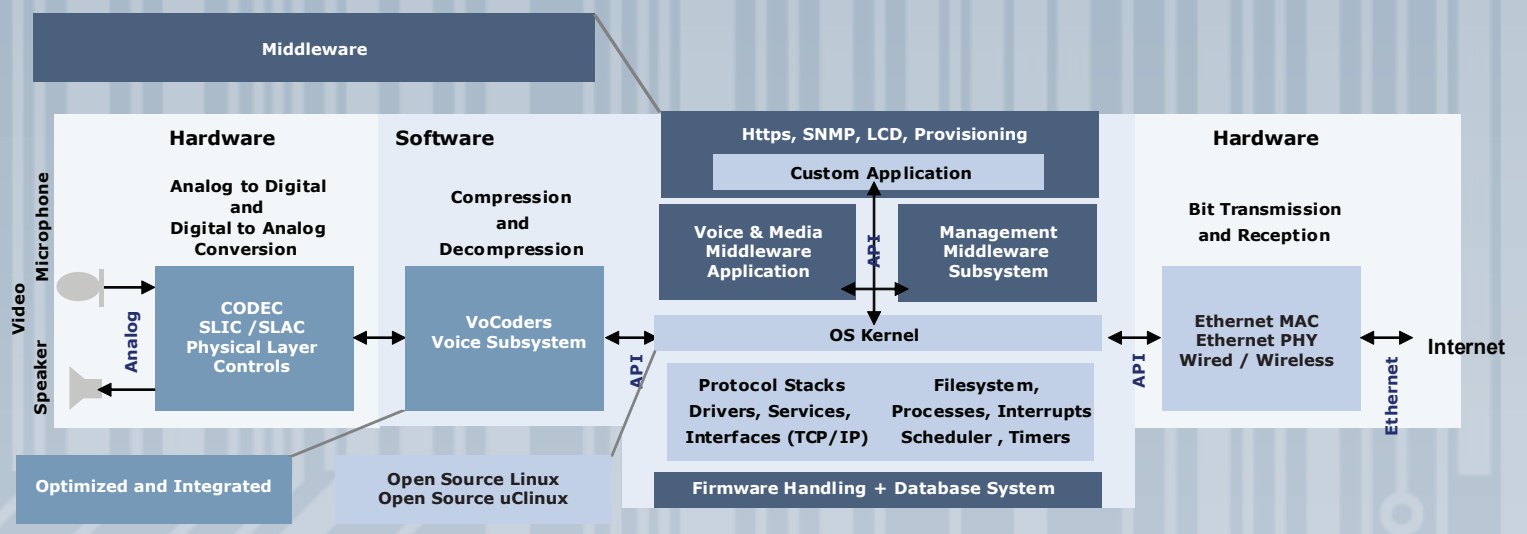 Middleware
Hardware
Software
Https, SNMP, LCD, Provisioning
Custom Application
Hardware
Video
Microphone
Speaker
Analog
Analog to Digital
and
Digital to Analog
Conversion
CODEC
SLIC /SLAC
Physical Layer
Controls
Compression
and
Decompression
VoCoders
Voice Subsystem
API
Voice & Media
Middleware
Application
API
Management
Middleware
Subsystem
OS Kernel
Protocol Stacks
Drivers, Services,
Interfaces (TCP/IP)
Filesystem,
Processes, Interrupts
Scheduler , Timers
Firmware Handling + Database System
API
Bit Transmission
and Reception
Ethernet MAC
Ethernet PHY
Wired / Wireless
Ethernet
Internet
Optimized and Integrated
Open Source Linux
Open Source uClinux